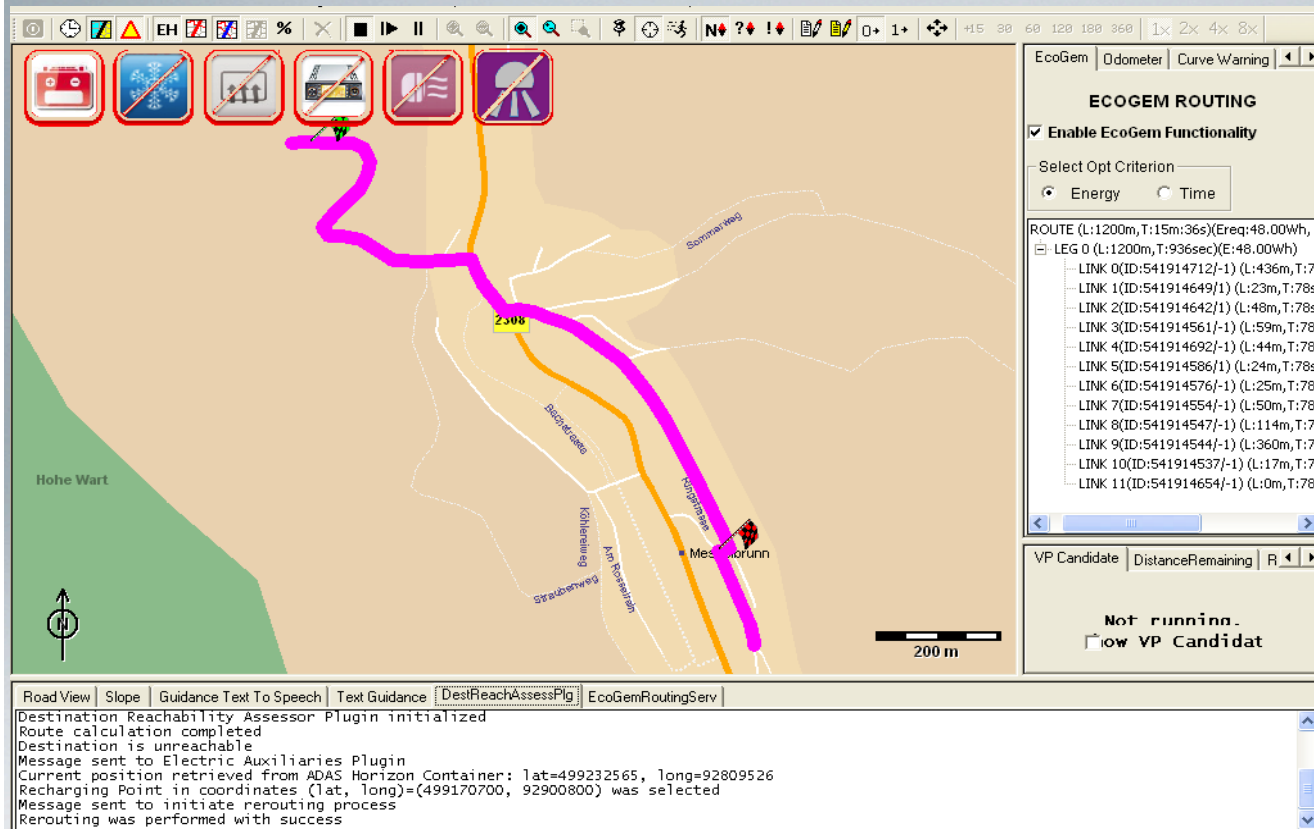 EH % N ? ! 0+ 1+ +15 30 60 120 180 360 1x 2x 4x 8x
EcoGem Odometer Curve Warning
ECOGEM ROUTING
Enable EcoGem Functionality
Select Opt Criterion
Energy Time
ROUTE (L:1200m,T:15m:36s)(Ereq:48.00Wh,
LEG 0 (L:1200m,T:936sec)(E:48.00Wh)
LINK 0(ID:541914712/-1) (L:436m,T:7
LINK 1(ID:541914649/1) (L:23m,T:78s
LINK 2(ID:541914642/1) (L:48m,T:78s
LINK 3(ID:541914561/-1) (L:59m,T:78
LINK 4(ID:541914692/-1) (L:44m,T:78
LINK 5(ID:541914586/1) (L:24m,T:78s
LINK 6(ID:541914576/-1) (L:25m,T:78
LINK 7(ID:541914554/-1) (L:50m,T:78
LINK 8(ID:541914547/-1) (L:114m,T:7
LINK 9(ID:541914544/-1) (L:360m,T:7
LINK 10(ID:541914537/-1) (L:17m,T:7
LINK 11(ID:541914654/-1) (L:0m,T:78
VP Candidate DistanceRemaining R
Not running.
ow VP Candidat
Sommerweg
2308
Bachstrasse
Hohe Wart
Ringstrasse
Köhlereiweg
Am Rosselrain
Straubenweg
N
200 m
Road View Slope Guidance Text To Speech Text Guidance DestReachAssessPlg EcoGemRoutingServ
Destination Reachability Assessor Plugin initialized
Route calculation completed
Destination is unreachable
Message sent to Electric Auxiliaries Plugin
Current position retrieved from ADAS Horizon Container: lat=499232565, long=92809526
Recharging Point in coordinates (lat, long)=(499170700, 92900800) was selected
Message sent to initiate rerouting process
Rerouting was performed with success